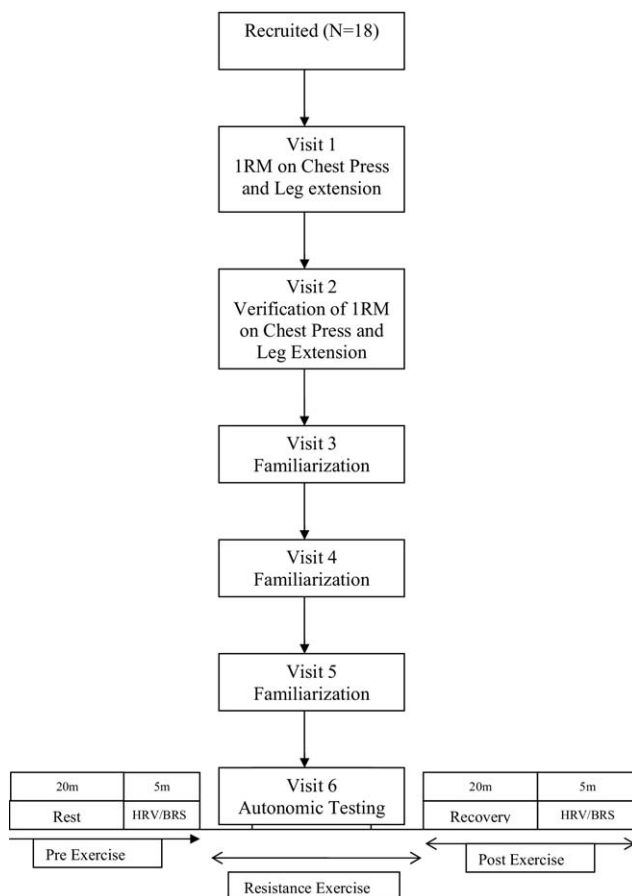 Recruited (N=18)
Visit 1
1RM on Chest Press
and Leg extension
Visit 2
Verification of 1RM
on Chest Press and
Leg Extension
Visit 3
Familiarization
Visit 4
Familiarization
Visit 5
Familiarization
Visit 6
Autonomic Testing
20m
5m
Rest
HRV/BRS
Pre Exercise
20m
5m
Recovery
HRV/BRS
Post Exercise
Resistance Exercise